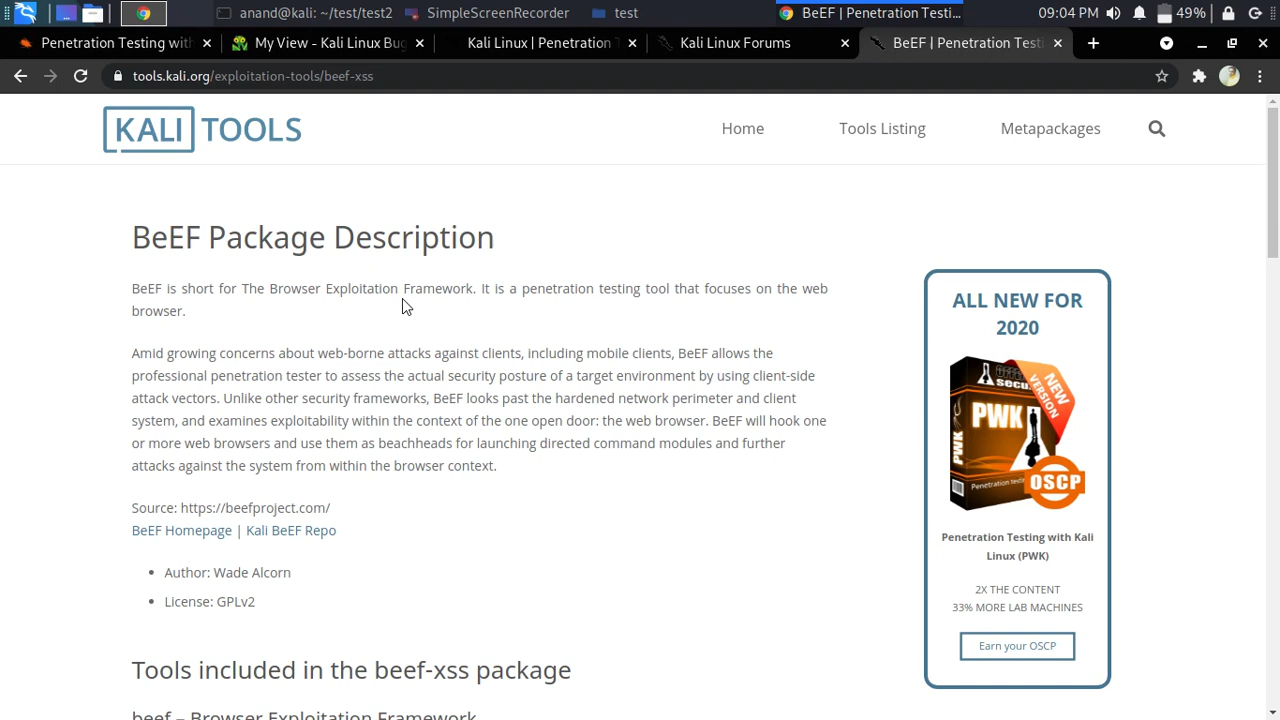 anand@kali: ~/test/test2
SimpleScreenRecorder
test
BeEF | Penetration Testi...
09:04 PM
49%
Penetration Testing with
My View - Kali Linux Bug
Kali Linux | Penetration T
Kali Linux Forums
BeEF | Penetration Testi
tools.kali.org/exploitation-tools/beef-xss
KALI TOOLS
Home
Tools Listing
Metapackages
BeEF Package Description
BeEF is short for The Browser Exploitation Framework. It is a penetration testing tool that focuses on the web
browser.
Amid growing concerns about web-borne attacks against clients, including mobile clients, BeEF allows the
professional penetration tester to assess the actual security posture of a target environment by using client-side
attack vectors. Unlike other security frameworks, BeEF looks past the hardened network perimeter and client
system, and examines exploitability within the context of the one open door: the web browser. BeEF will hook one
or more web browsers and use them as beachheads for launching directed command modules and further
attacks against the system from within the browser context.
Source: https://beefproject.com/
BeEF Homepage | Kali BeEF Repo
Author: Wade Alcorn
License: GPLv2
Tools included in the beef-xss package
beef – Browser Exploitation Framework
ALL NEW FOR
2020
NEW
VERSION
PWK
PWK
OSCP
Penetration Testing with Kali
Linux (PWK)
2X THE CONTENT
33% MORE LAB MACHINES
Earn your OSCP